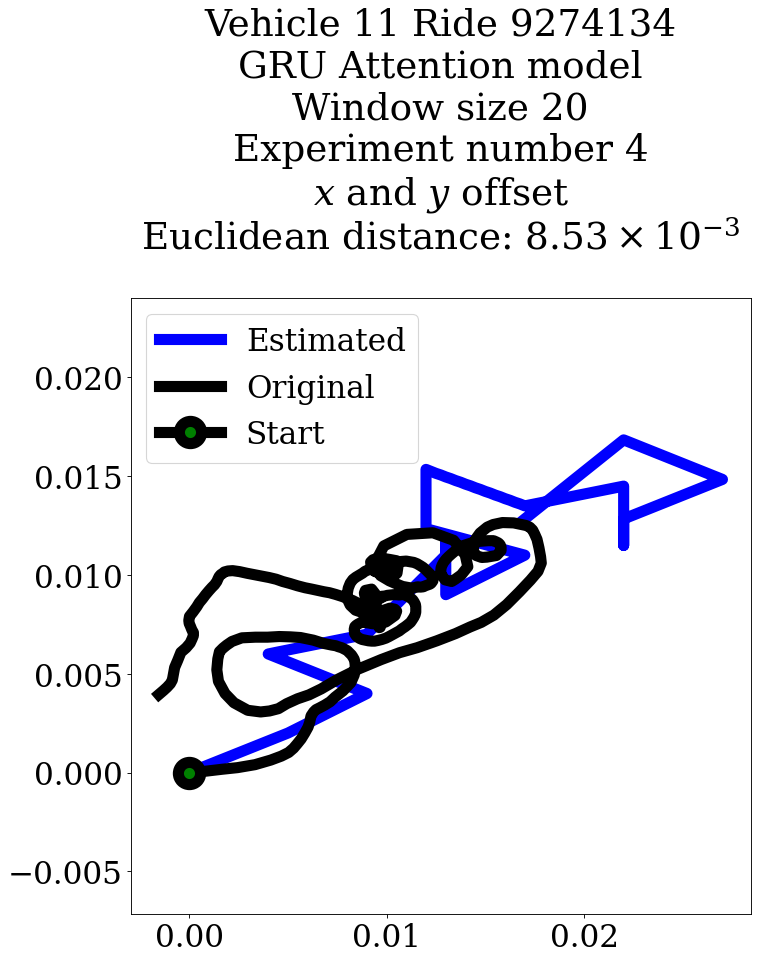 Vehicle 11 Ride 9274134
GRU Attention model
Window size 20
Experiment number 4
x and y offset
Euclidean distance: 8.53 × 10⁻³
Estimated
Original
Start
0.020
0.015
0.010
0.005
0.000
−0.005
0.00 0.01 0.02